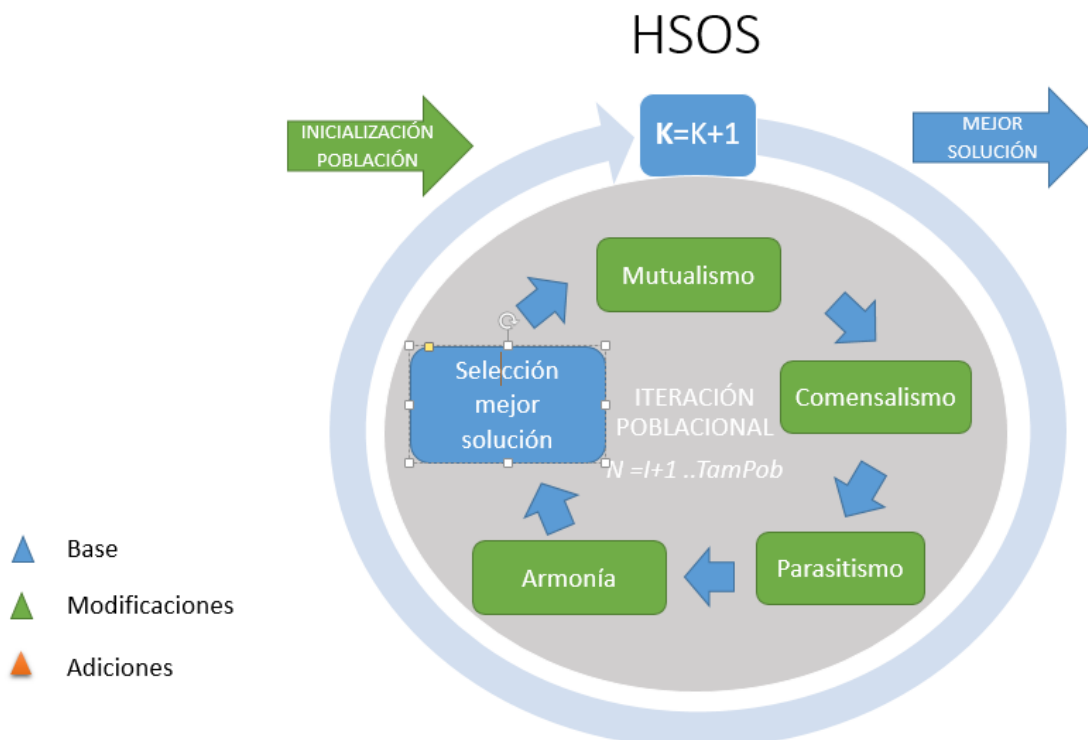 HSOS
INICIALIZACIÓN
POBLACIÓN
K=K+1
MEJOR
SOLUCIÓN
Mutualismo
Selección
mejor
solución
ITERACIÓN
POBLACIONAL
N =I+1 ..TamPob
Comensalismo
Armonía
Parasitismo
Base
Modificaciones
Adiciones